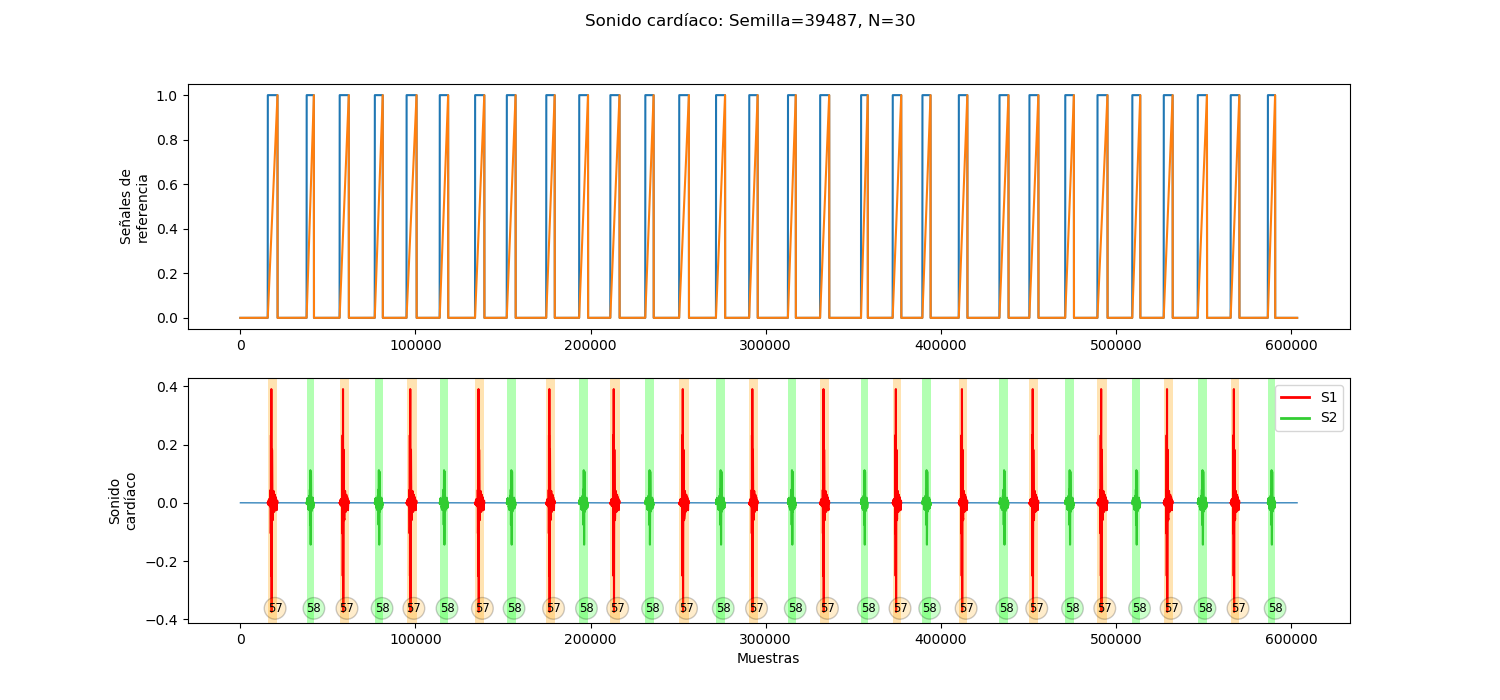 Sonido cardíaco: Semilla=39487, N=30
Señales de
referencia
1.0
0.8
0.6
0.4
0.2
0.0
0 100000 200000 300000 400000 500000 600000
Sonido
cardíaco
0.4
0.2
0.0
−0.2
−0.4
S1
S2
57 58 57 58 57 58 57 58 57 58 57 58 57 58 57 58 57 58 57 58 57 58 57 58 57 58 57 58 57 58
0 100000 200000 300000 400000 500000 600000
Muestras